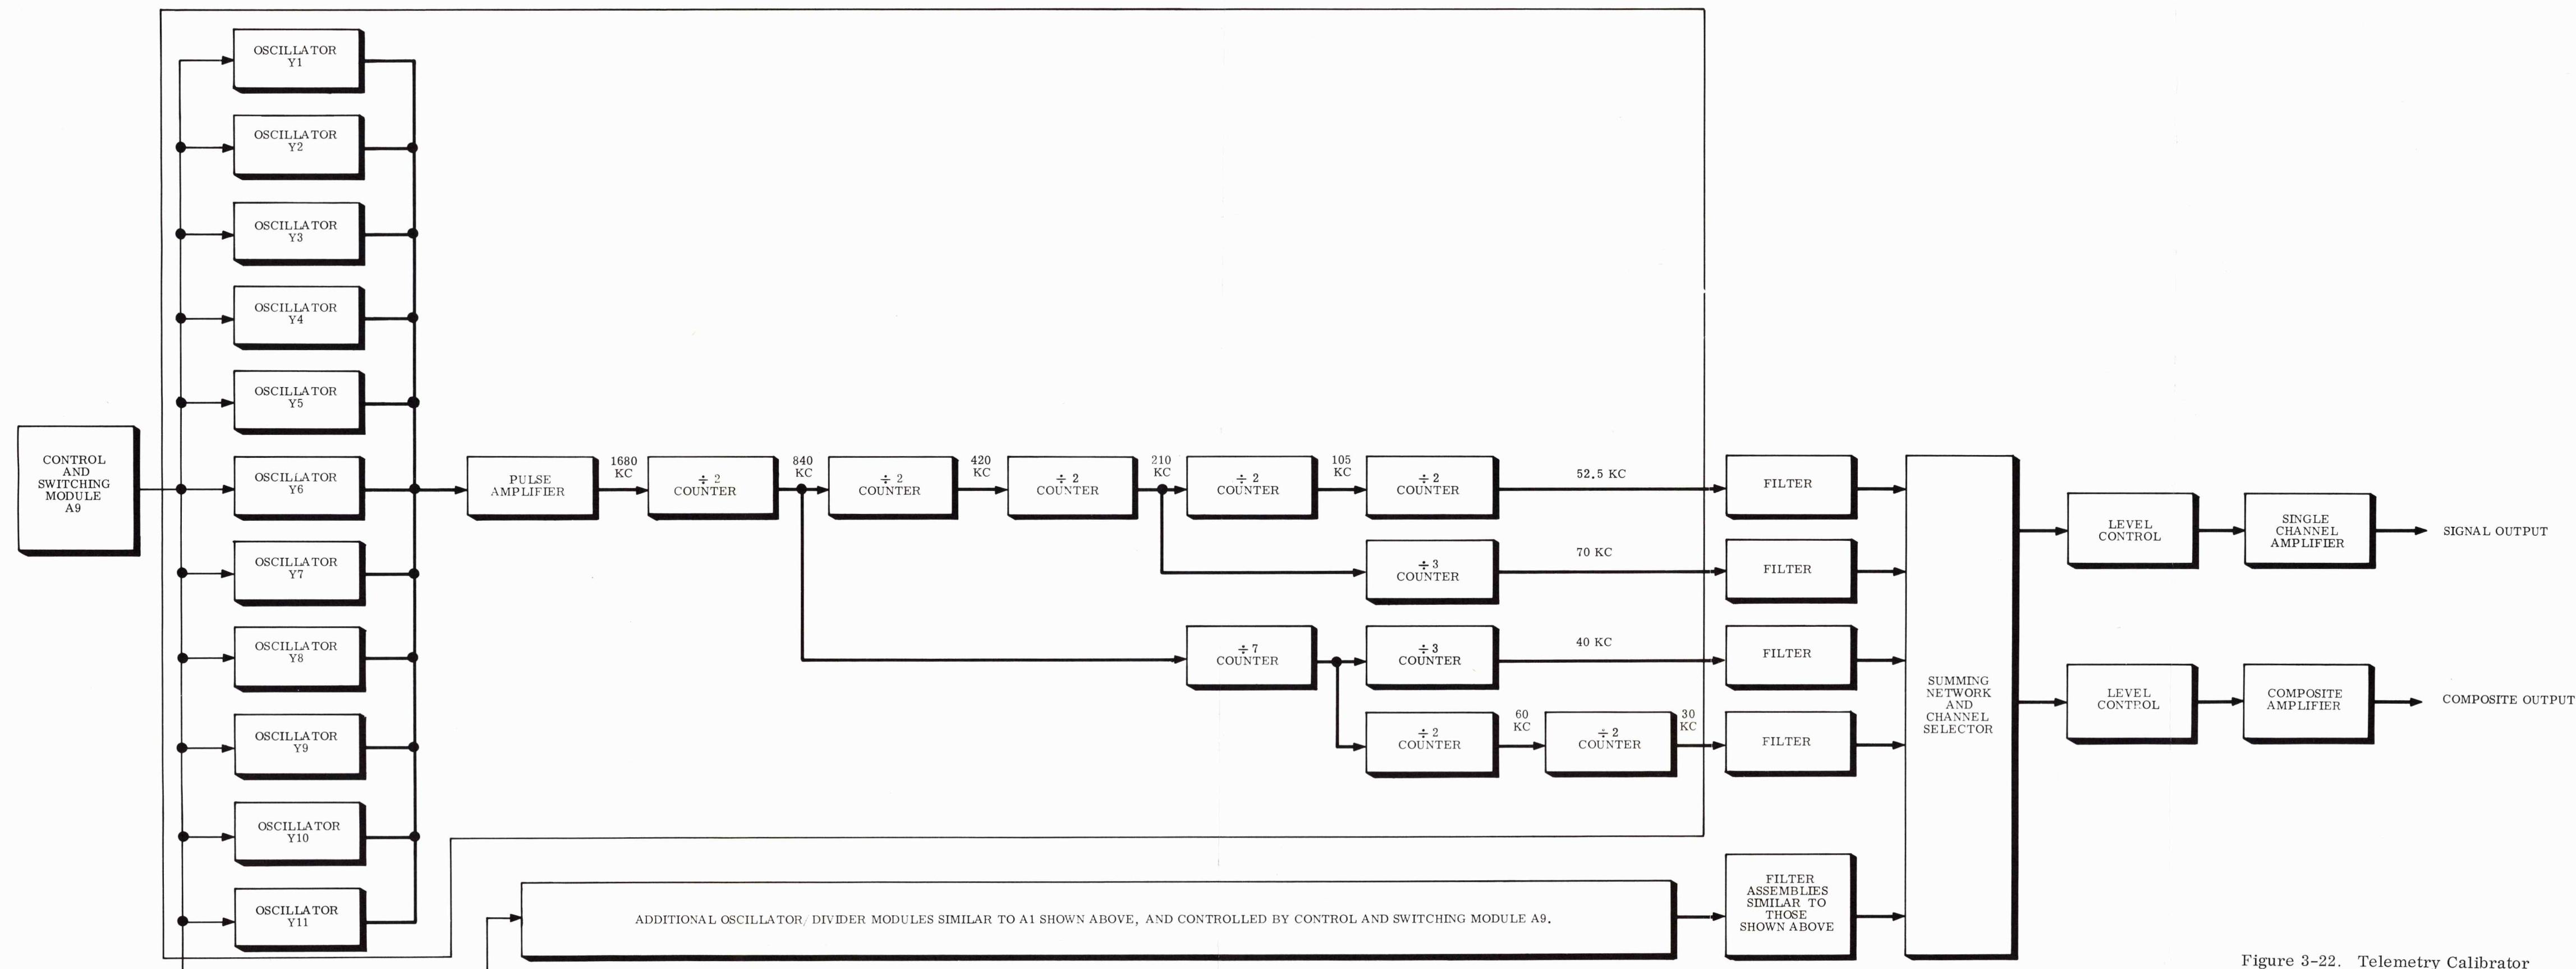 OSCILLATOR
Y1
OSCILLATOR
Y2
OSCILLATOR
Y3
OSCILLATOR
Y4
OSCILLATOR
Y5
CONTROL
AND
SWITCHING
MODULE
A9
OSCILLATOR
Y6
OSCILLATOR
Y7
OSCILLATOR
Y8
OSCILLATOR
Y9
OSCILLATOR
Y10
OSCILLATOR
Y11
PULSE
AMPLIFIER
1680
KC
÷ 2
COUNTER
840
KC
÷ 2
COUNTER
420
KC
÷ 2
COUNTER
210
KC
÷ 2
COUNTER
105
KC
÷ 2
COUNTER
52.5 KC
FILTER
÷3
COUNTER
70 KC
FILTER
÷7
COUNTER
÷3
COUNTER
40 KC
FILTER
÷ 2
COUNTER
60
KC
÷ 2
COUNTER
30
KC
FILTER
ADDITIONAL OSCILLATOR/DIVIDER MODULES SIMILAR TO A1 SHOWN ABOVE, AND CONTROLLED BY CONTROL AND SWITCHING MODULE A9.
FILTER
ASSEMBLIES
SIMILAR TO
THOSE
SHOWN ABOVE
SUMMING
NETWORK
AND
CHANNEL
SELECTOR
LEVEL
CONTROL
SINGLE
CHANNEL
AMPLIFIER
SIGNAL OUTPUT
LEVEL
CONTROL
COMPOSITE
AMPLIFIER
COMPOSITE OUTPUT
Figure 3-22. Telemetry Calibrator